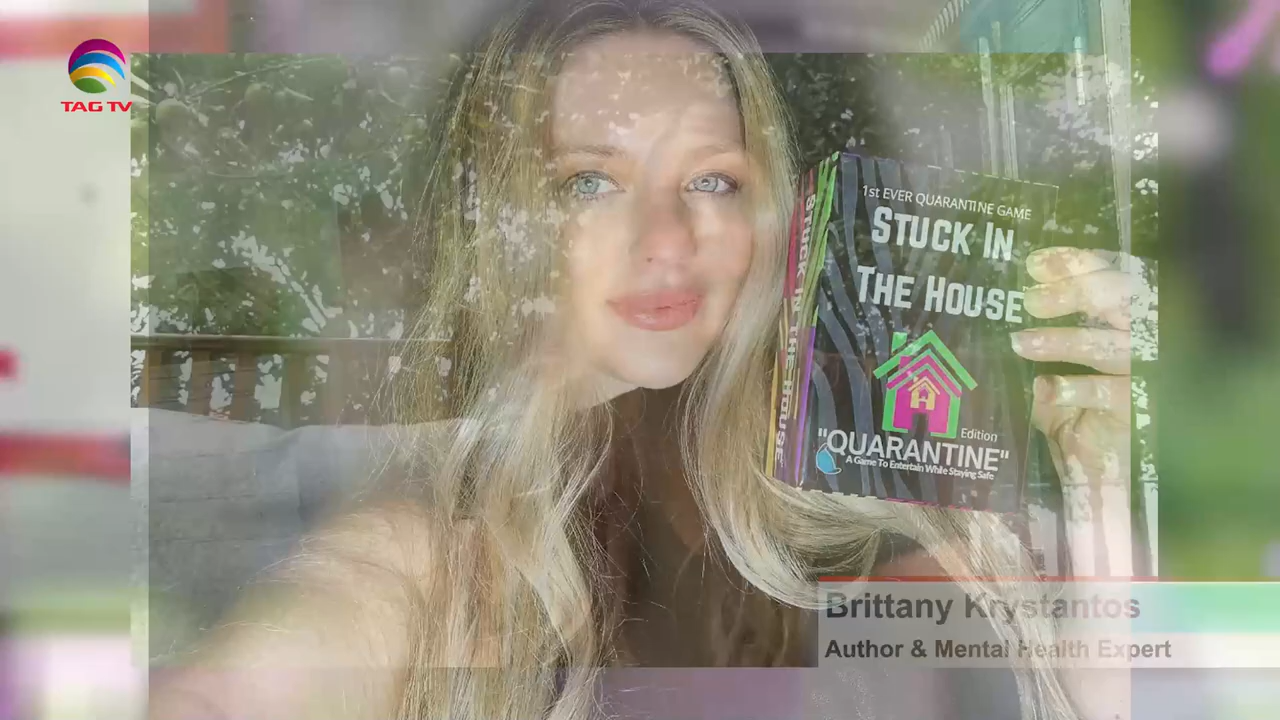 TAG TV
1st EVER QUARANTINE GAME
STUCK IN
THE HOUSE
STUCK IN THE HOUSE
H
Edition
"QUARANTINE"
A Game To Entertain While Staying Safe
Brittany Krystantos
Author & Mental Health Expert